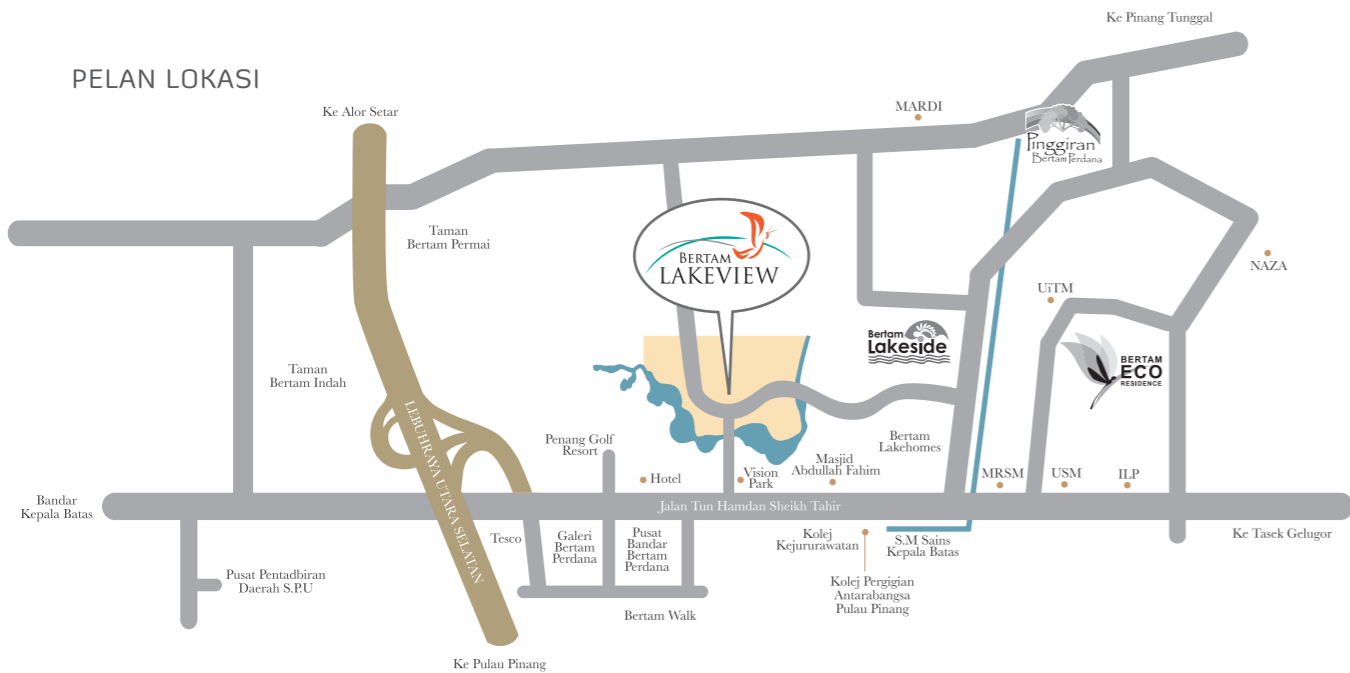 Ke Pinang Tunggal
PELAN LOKASI
Ke Alor Setar
MARDI
Pinggiran
Bertam Perdana
Taman
Bertam Permai
BERTAM
LAKEVIEW
NAZA
UiTM
Bertam
Lakeside
BERTAM
ECO
RESIDENCE
Taman
Bertam Indah
LEBUHRAYA UTARA SELATAN
Penang Golf
Resort
Bertam
Lakehomes
Hotel
Vision
Park
Masjid
Abdullah Fahim
MRSM
USM
ILP
Bandar
Kepala Batas
Jalan Tun Hamdan Sheikh Tahir
Tesco
Galeri
Bertam
Perdana
Pusat
Bandar
Bertam
Perdana
Kolej
Kejururawatan
S.M Sains
Kepala Batas
Ke Tasek Gelugor
Pusat Pentadbiran
Daerah S.P.U
Kolej Pergigian
Antarabangsa
Pulau Pinang
Bertam Walk
Ke Pulau Pinang